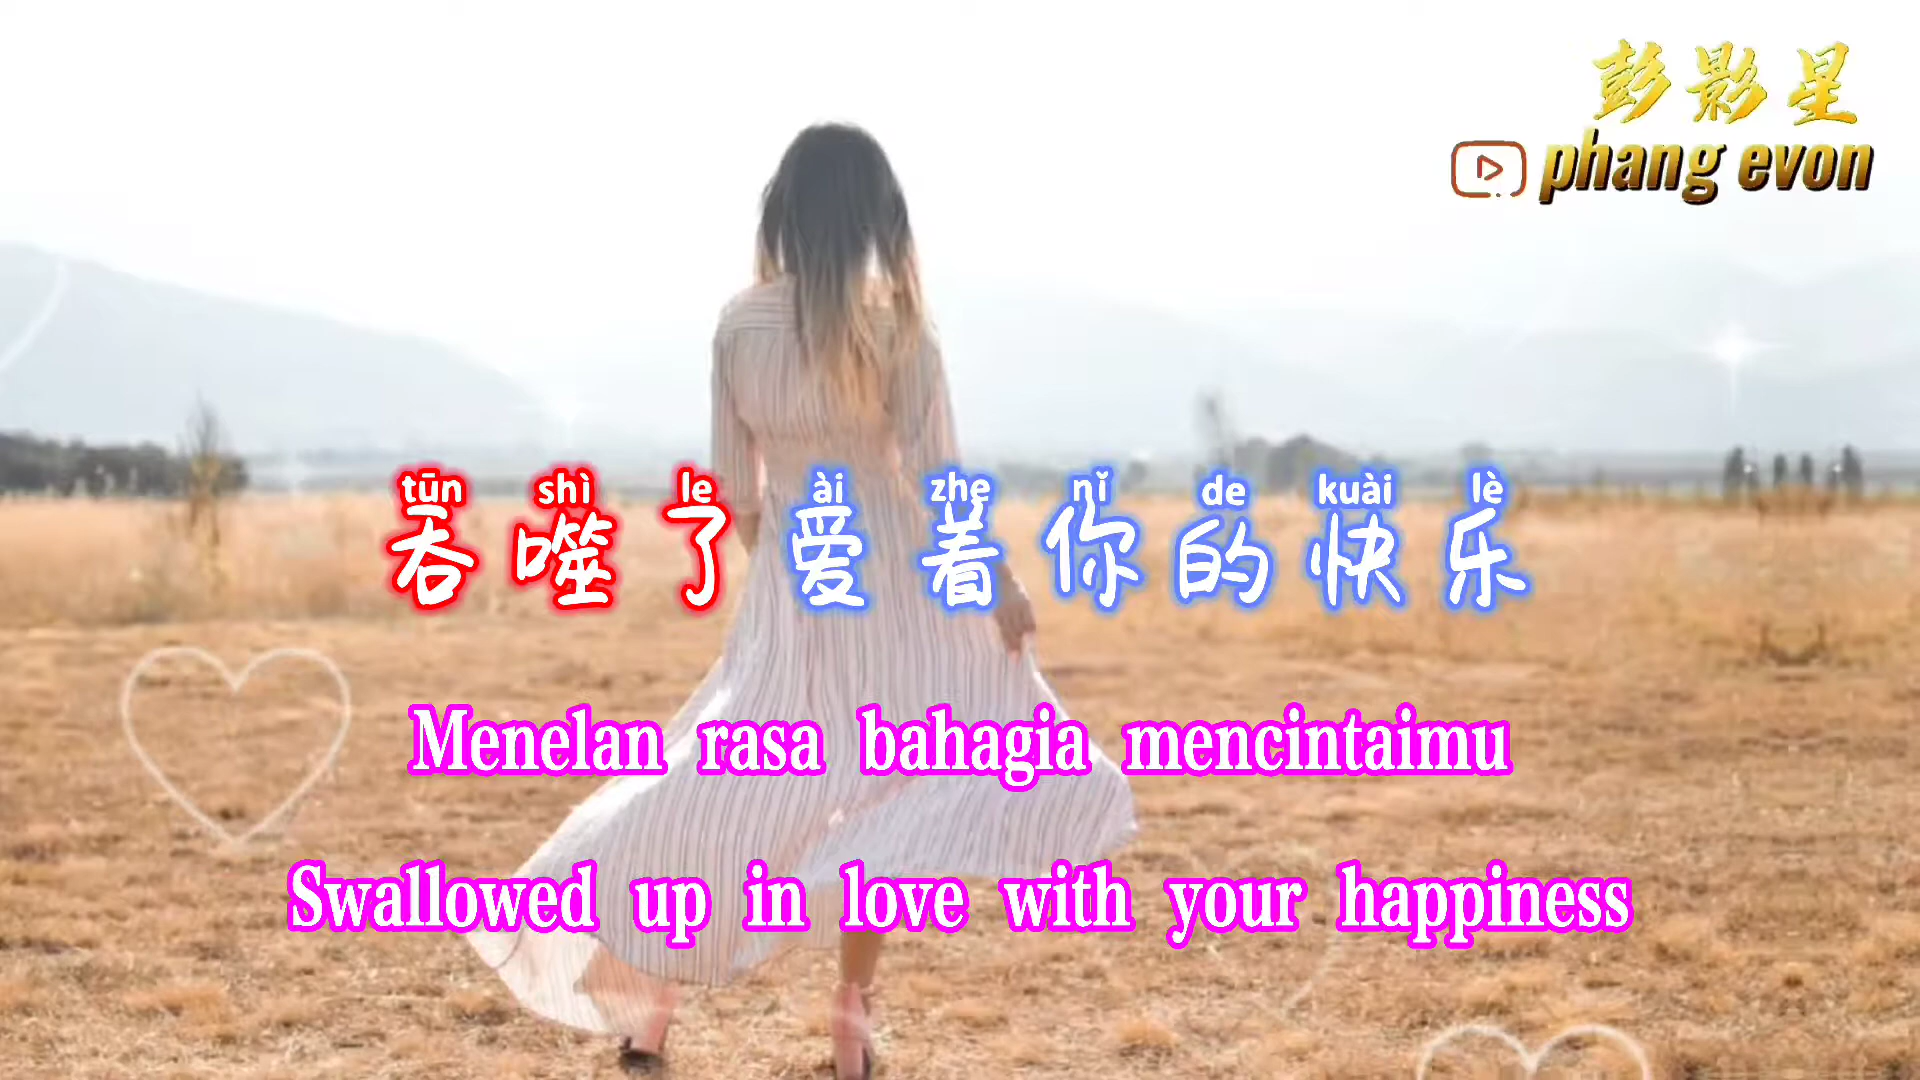 彭影星
phang evon
tūn shì le ài zhe nǐ de kuài lè
吞噬了爱着你的快乐
Menelan rasa bahagia mencintaimu
Swallowed up in love with your happiness